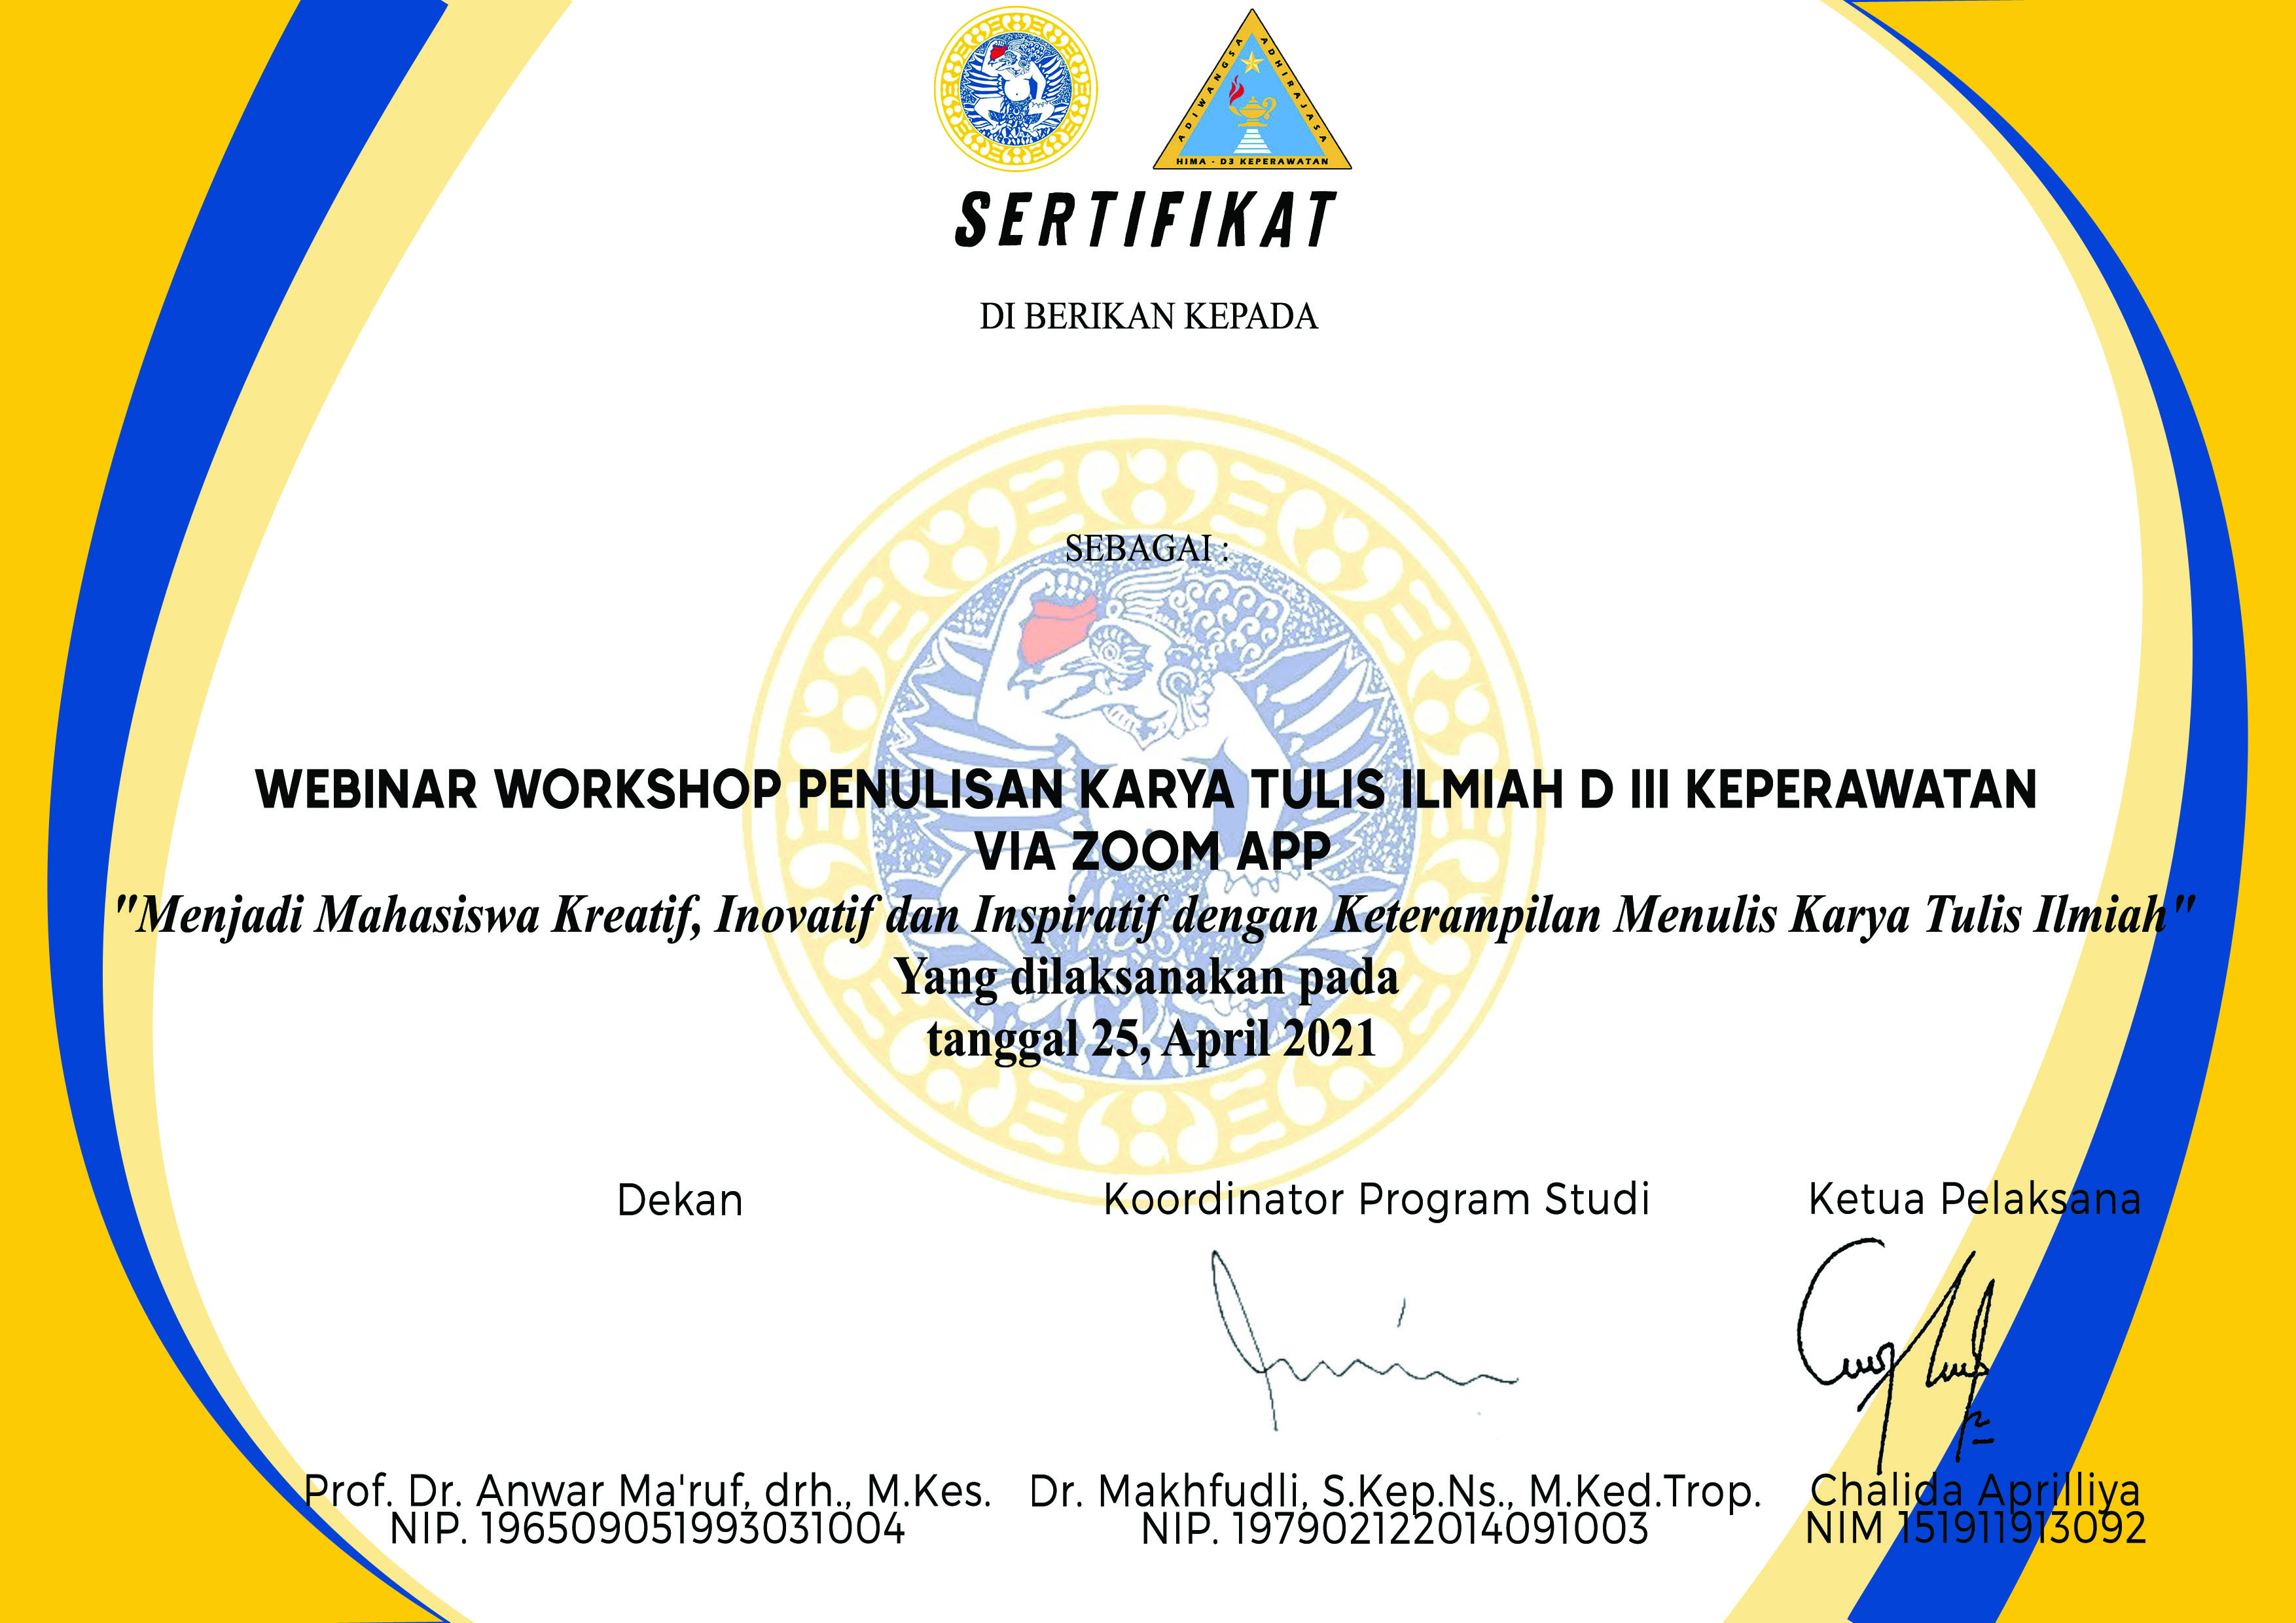 ADIWANGSA ADHIRAJASA
HIMA - D3 KEPERAWATAN
SERTIFIKAT
DI BERIKAN KEPADA
SEBAGAI :
WEBINAR WORKSHOP PENULISAN KARYA TULIS ILMIAH D III KEPERAWATAN
VIA ZOOM APP
"Menjadi Mahasiswa Kreatif, Inovatif dan Inspiratif dengan Keterampilan Menulis Karya Tulis Ilmiah"
Yang dilaksanakan pada
tanggal 25, April 2021
Dekan Koordinator Program Studi Ketua Pelaksana
Prof. Dr. Anwar Ma'ruf, drh., M.Kes. Dr. Makhfudli, S.Kep.Ns., M.Ked.Trop. Chalida Aprilliya
NIP. 196509051993031004 NIP. 197902122014091003 NIM 151911913092